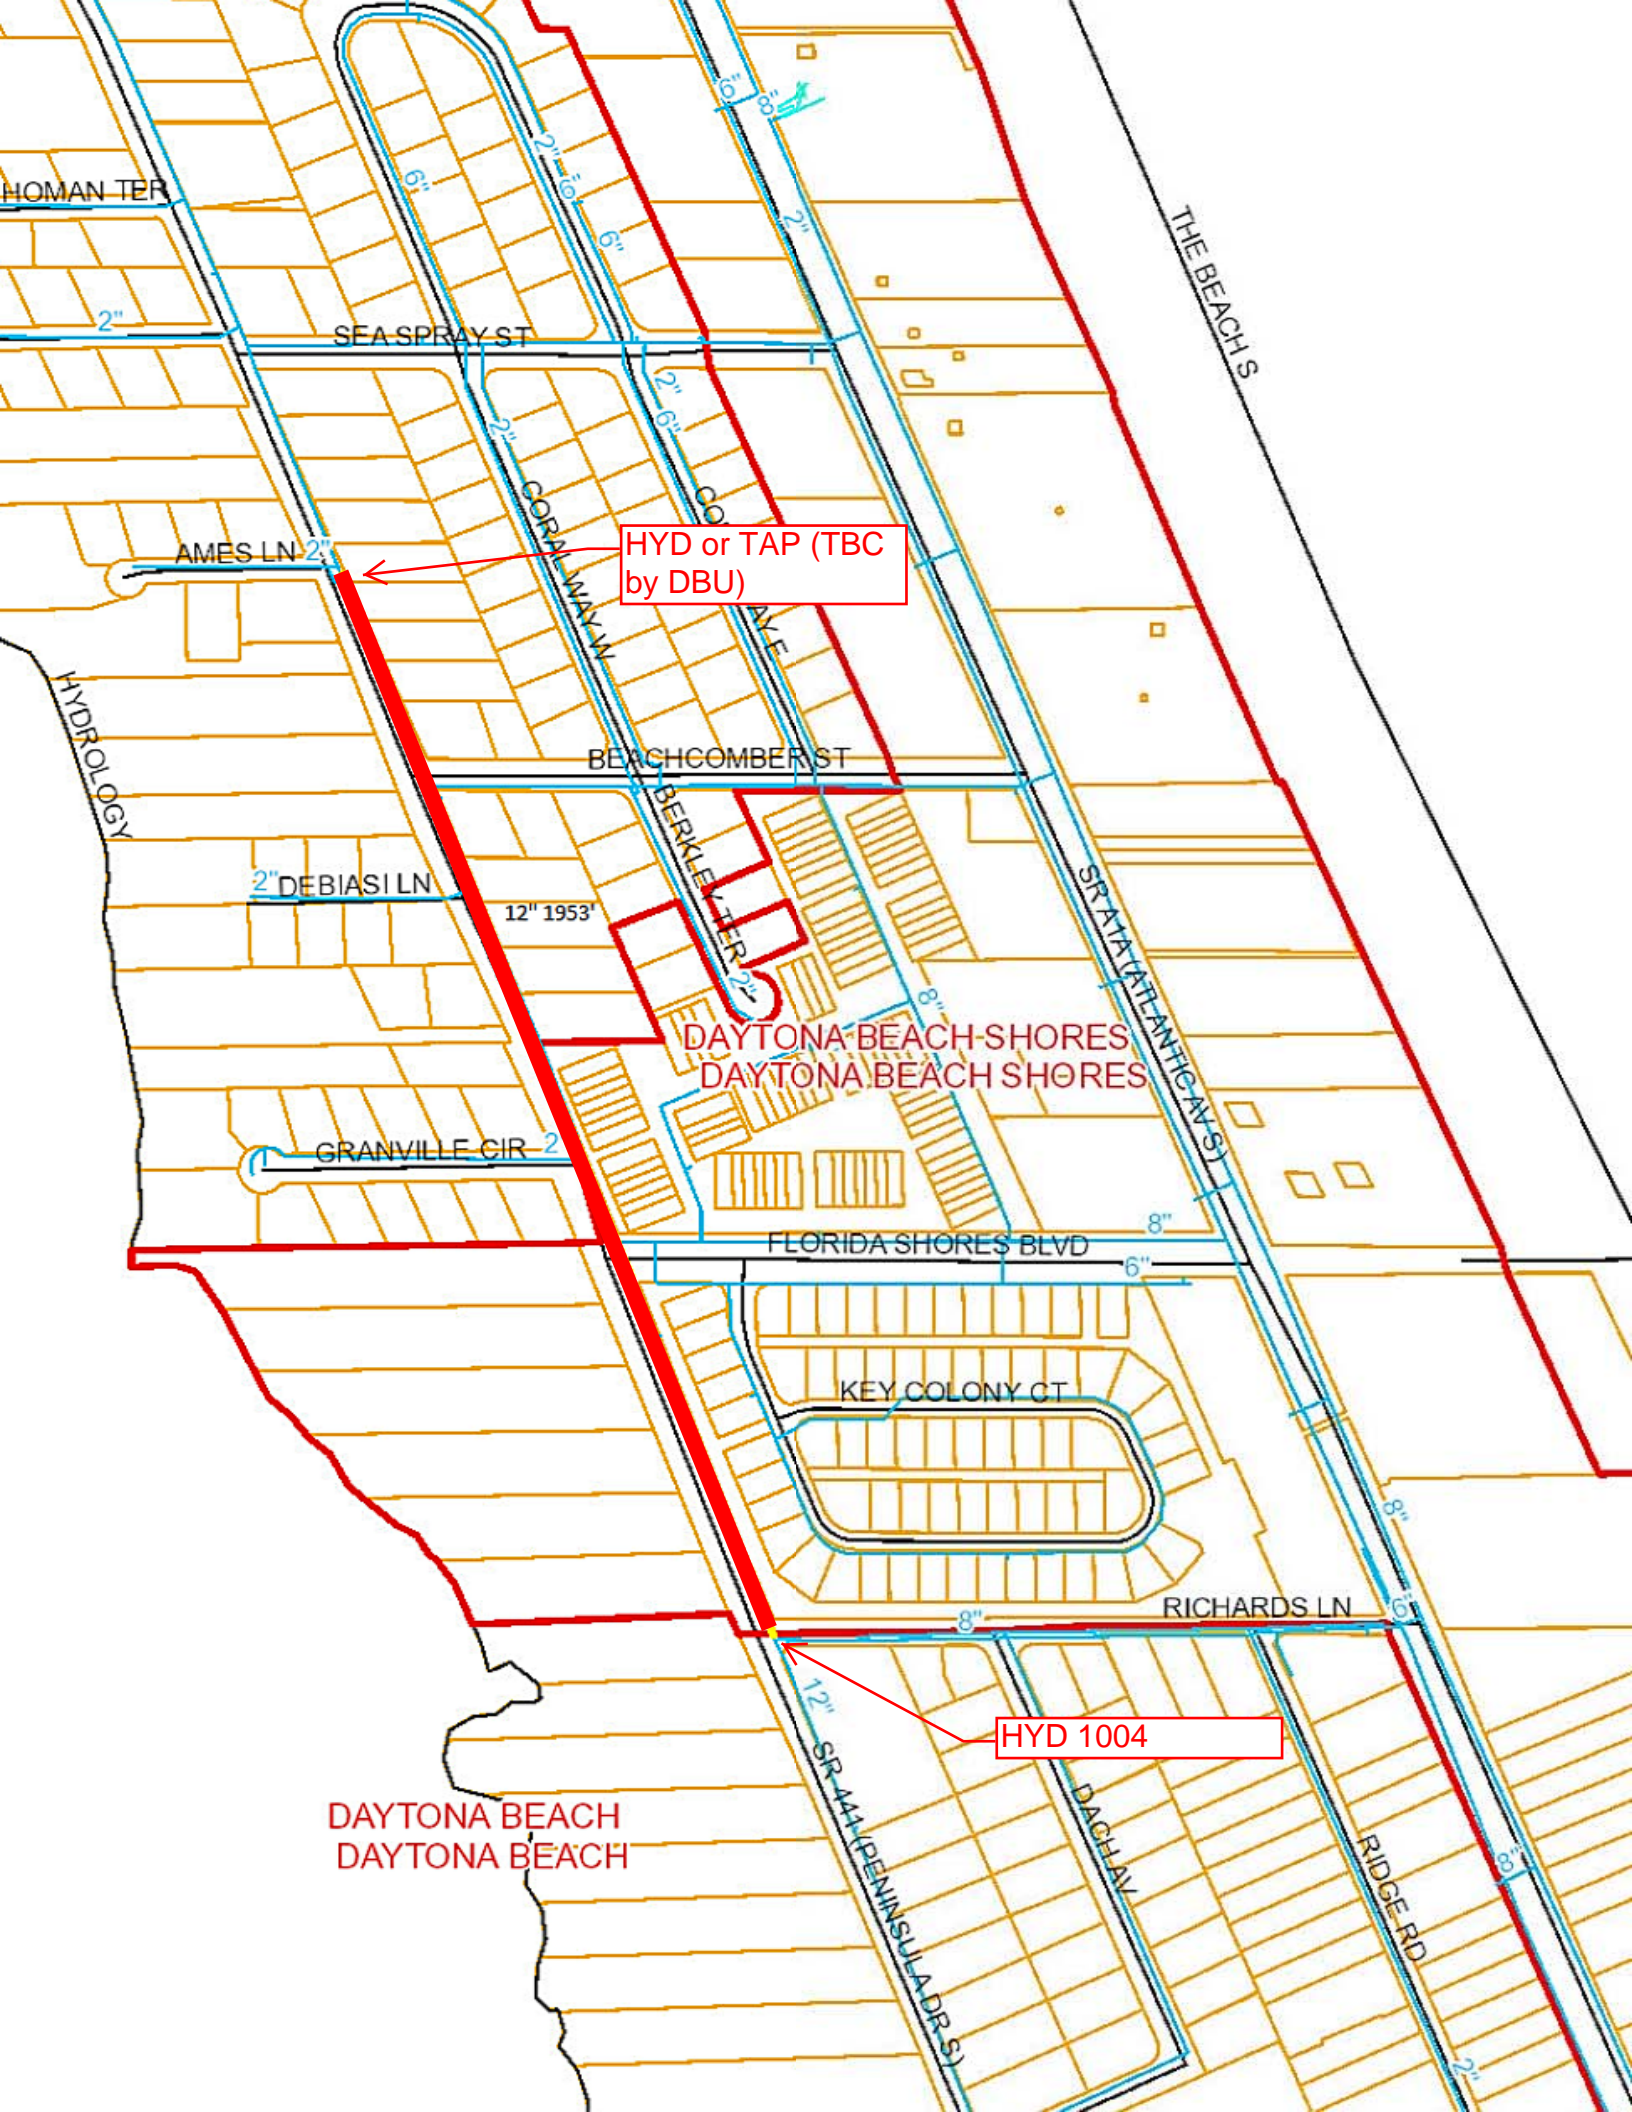 6"
8"
2"
6"
6"
6"
2"
HOMAN TER
2"
THE BEACH S
2"
SEA SPRAY ST
2"
6"
2"
AMES LN 2"
CORAL WAY W
CO
AY E
HYD or TAP (TBC
by DBU)
HYDROLOGY
BEACHCOMBER ST
BERKLEY TER
2"
2" DEBIASI LN
12" 1953'
SR A1A (ATLANTIC AV S)
8"
DAYTONA BEACH SHORES
DAYTONA BEACH SHORES
GRANVILLE CIR 2
8"
FLORIDA SHORES BLVD
6"
KEY COLONY CT
8"
6"
RICHARDS LN
8"
12"
HYD 1004
SR 441 (PENINSULA DR S)
DACH AV
RIDGE RD
8"
DAYTONA BEACH
DAYTONA BEACH
2"